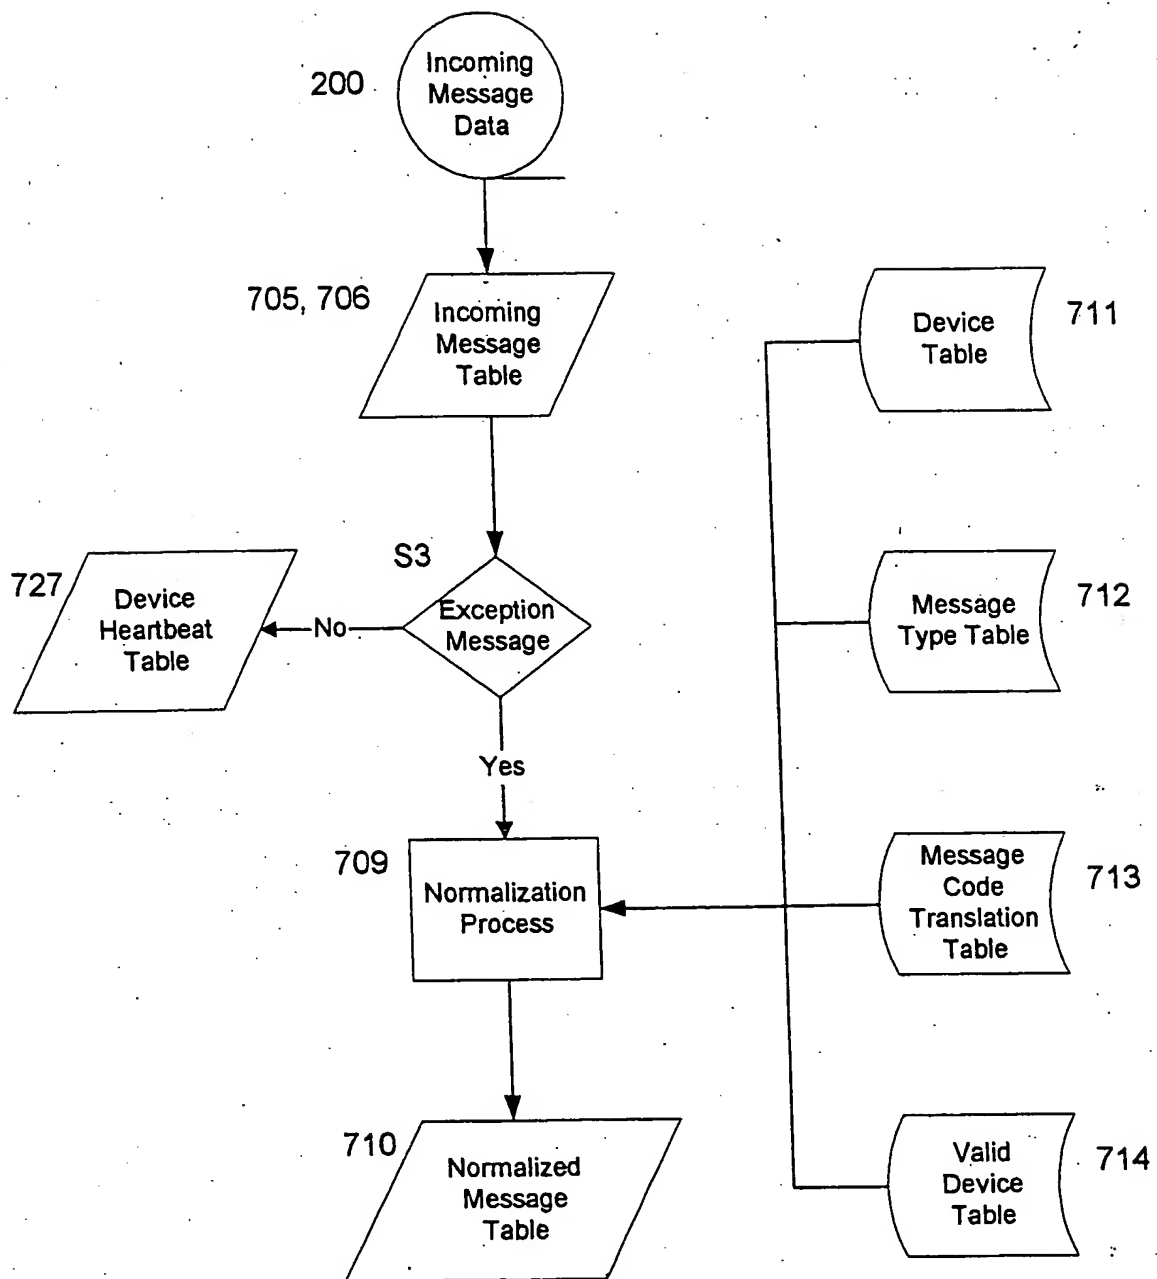 200
Incoming
Message
Data
705, 706
Incoming
Message
Table
Device
Table
711
S3
Exception
Message
No
727
Device
Heartbeat
Table
Message
Type Table
712
Yes
709
Normalization
Process
Message
Code
Translation
Table
713
710
Normalized
Message
Table
Valid
Device
Table
714